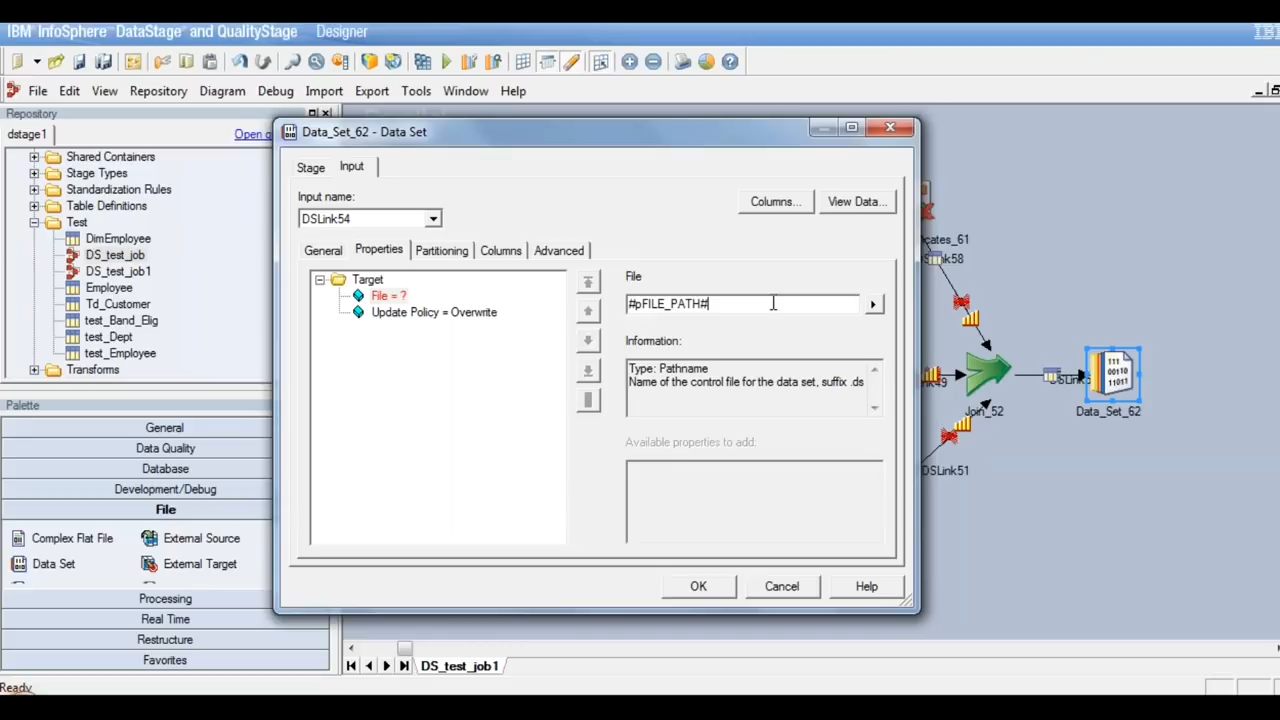 IBM® InfoSphere™ DataStage® and QualityStage® Designer
File Edit View Repository Diagram Debug Import Export Tools Window Help
Repository
dstage1
Shared Containers
Stage Types
Standardization Rules
Table Definitions
Test
DimEmployee
DS_test_job
DS_test_job1
Employee
Td_Customer
test_Band_Elig
test_Dept
test_Employee
Transforms
Palette
General
Data Quality
Database
Development/Debug
File
Complex Flat File External Source
Data Set External Target
Processing
Real Time
Restructure
Favorites
Ready
Data_Set_62 - Data Set
Stage Input
Input name:
DSLink54
Columns... View Data...
General Properties Partitioning Columns Advanced
Target
File = ?
Update Policy = Overwrite
File
#pFILE_PATH#
Information:
Type: Pathname
Name of the control file for the data set, suffix .ds
Available properties to add:
OK Cancel Help
Join_52
Data_Set_62
DSLink51
DS_test_job1